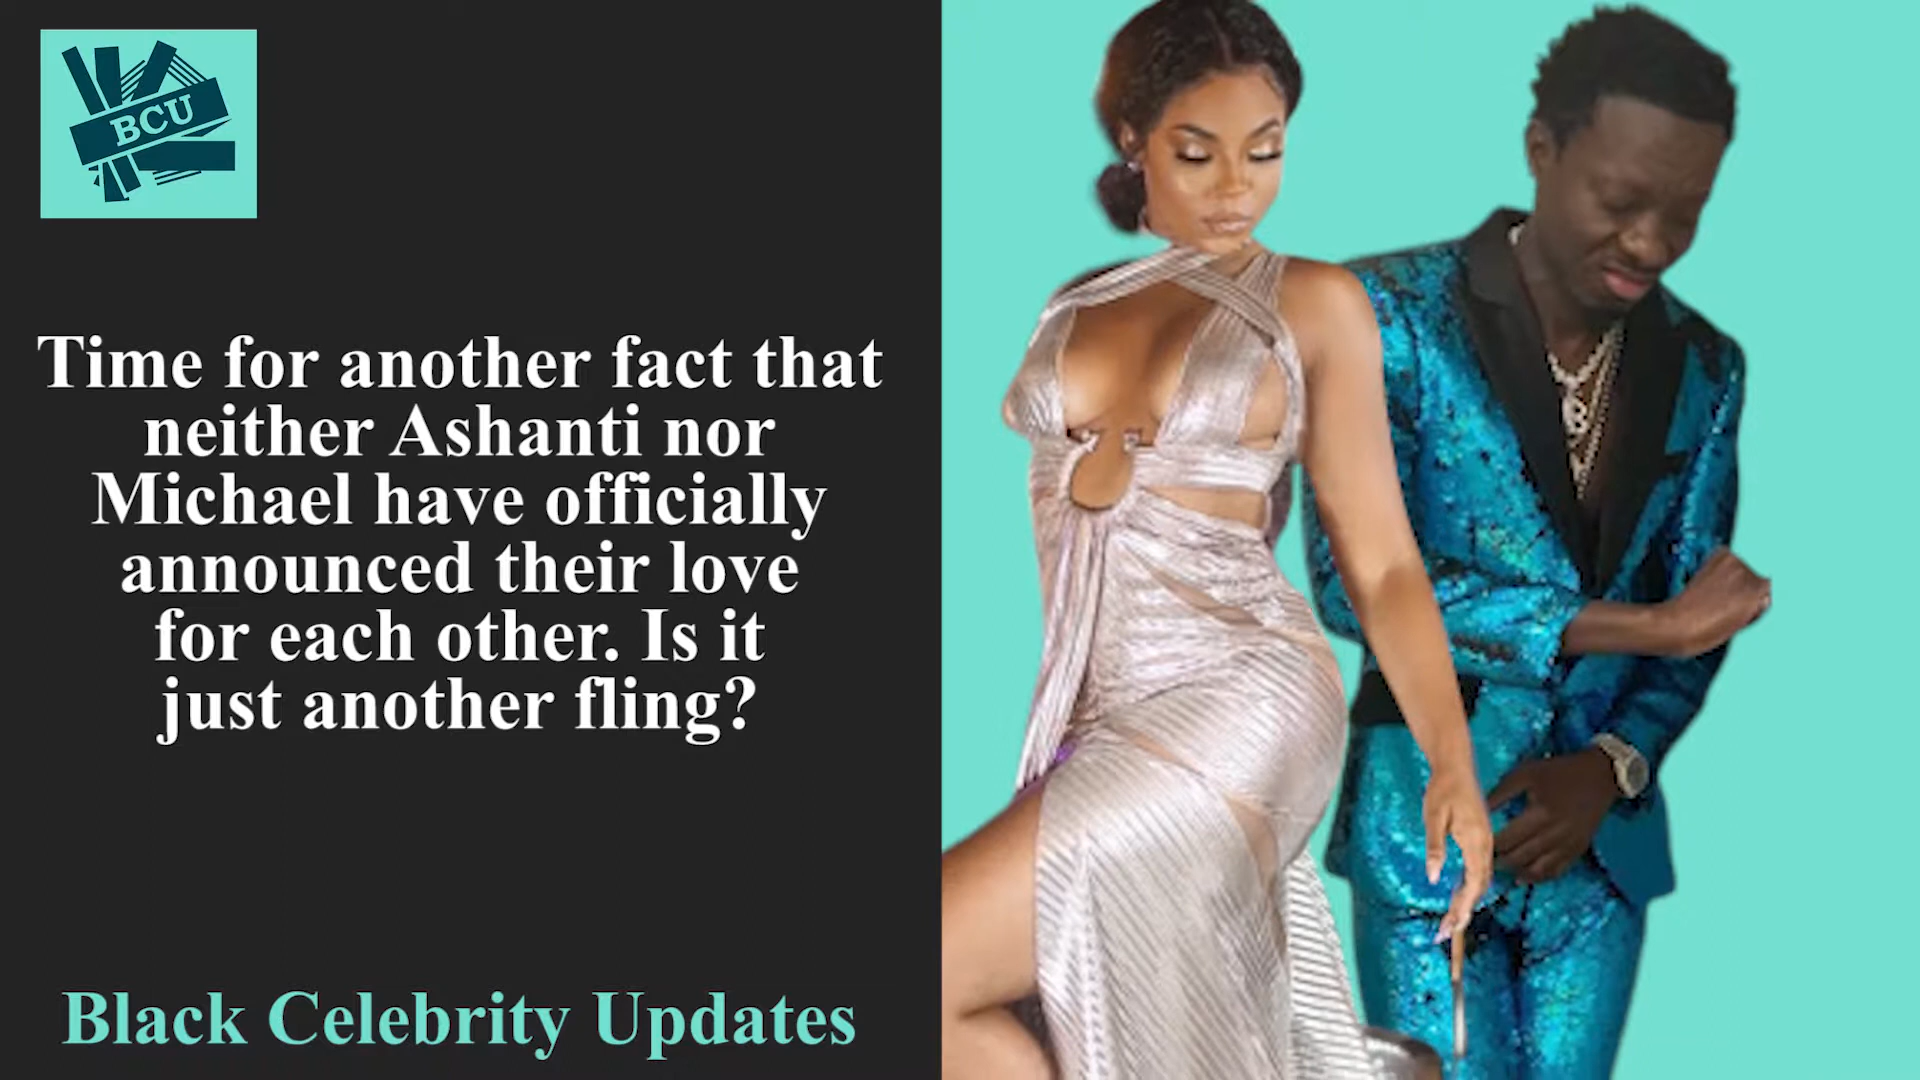 BCU
Time for another fact that
neither Ashanti nor
Michael have officially
announced their love
for each other. Is it
just another fling?
Black Celebrity Updates